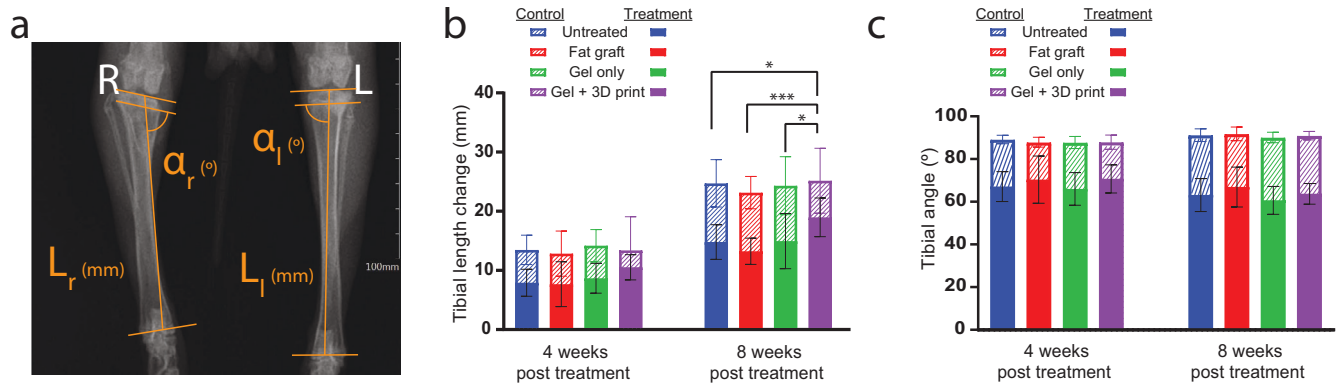 a
R
L
αr (º)
αl (º)
Lr (mm)
Ll (mm)
100mm
b
Control Treatment
Untreated
Fat graft
Gel only
Gel + 3D print
Tibial length change (mm)
40
30
20
10
0
*
***
*
4 weeks
post treatment
8 weeks
post treatment
c
Control Treatment
Untreated
Fat graft
Gel only
Gel + 3D print
Tibial angle (º)
100
80
60
40
20
0
4 weeks
post treatment
8 weeks
post treatment